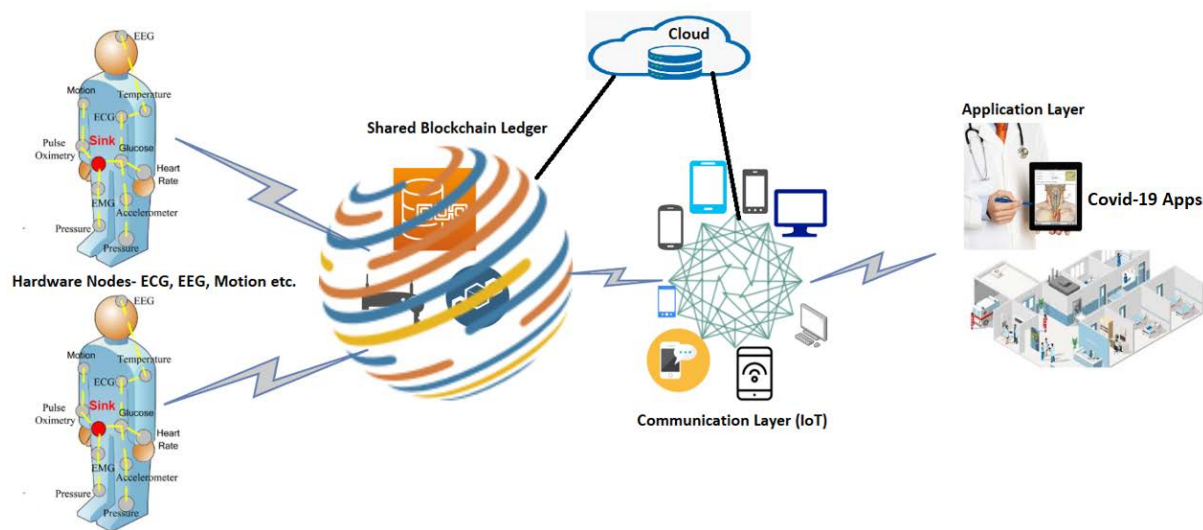 EEG
Motion
Temperature
ECG
Sink
Pulse
Oximetry
Glucose
Heart
Rate
EMG
Accelerometer
Pressure
Pressure
Hardware Nodes- ECG, EEG, Motion etc.
EEG
Motion
Temperature
ECG
Sink
Pulse
Oximetry
Glucose
Heart
Rate
EMG
Accelerometer
Pressure
Pressure
Shared Blockchain Ledger
Cloud
Communication Layer (IoT)
Application Layer
Covid-19 Apps